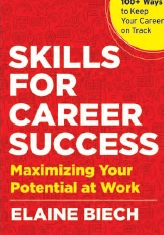 100+ Ways
to Keep
Your Career
on Track
SKILLS
FOR
CAREER
SUCCESS
Maximizing Your
Potential at Work
ELAINE BIECH